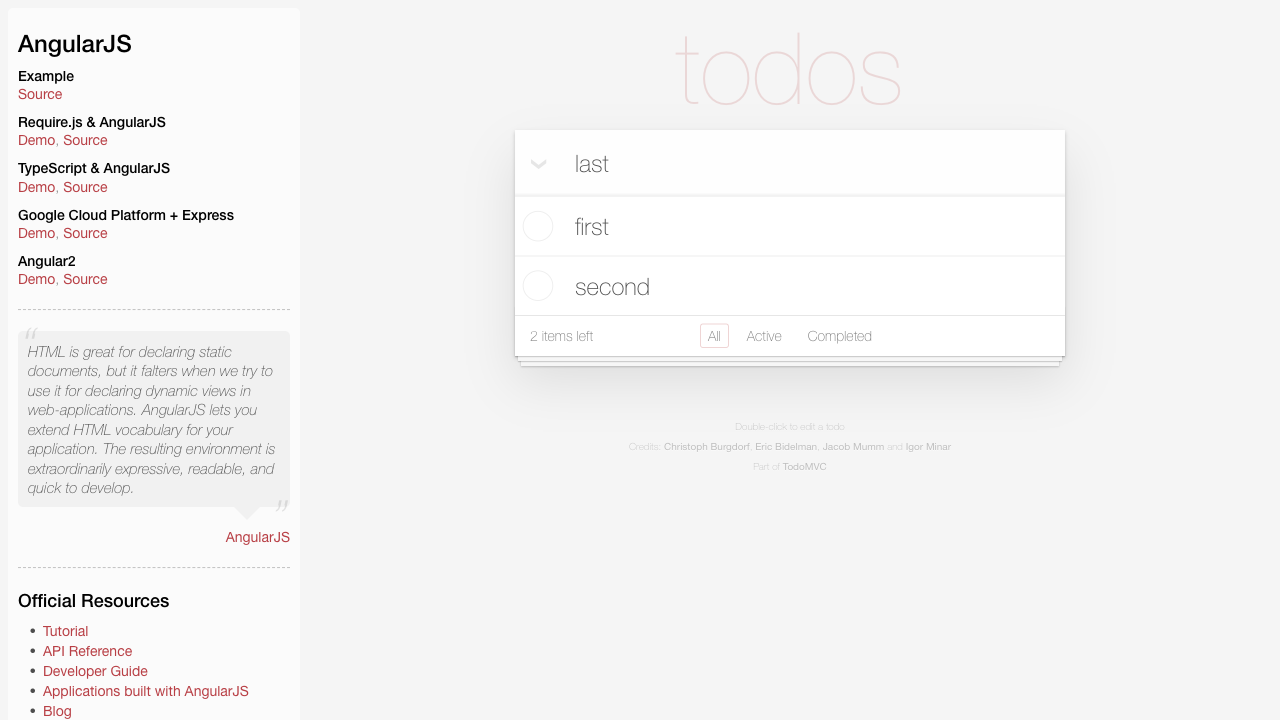 AngularJS
Example
Source
Require.js & AngularJS
Demo, Source
TypeScript & AngularJS
Demo, Source
Google Cloud Platform + Express
Demo, Source
Angular2
Demo, Source
“
HTML is great for declaring static
documents, but it falters when we try to
use it for declaring dynamic views in
web-applications. AngularJS lets you
extend HTML vocabulary for your
application. The resulting environment is
extraordinarily expressive, readable, and
quick to develop.
”
AngularJS
Official Resources
• Tutorial
• API Reference
• Developer Guide
• Applications built with AngularJS
• Blog
todos
last
first
second
2 items left All Active Completed
Double-click to edit a todo
Credits: Christoph Burgdorf, Eric Bidelman, Jacob Mumm and Igor Minar
Part of TodoMVC